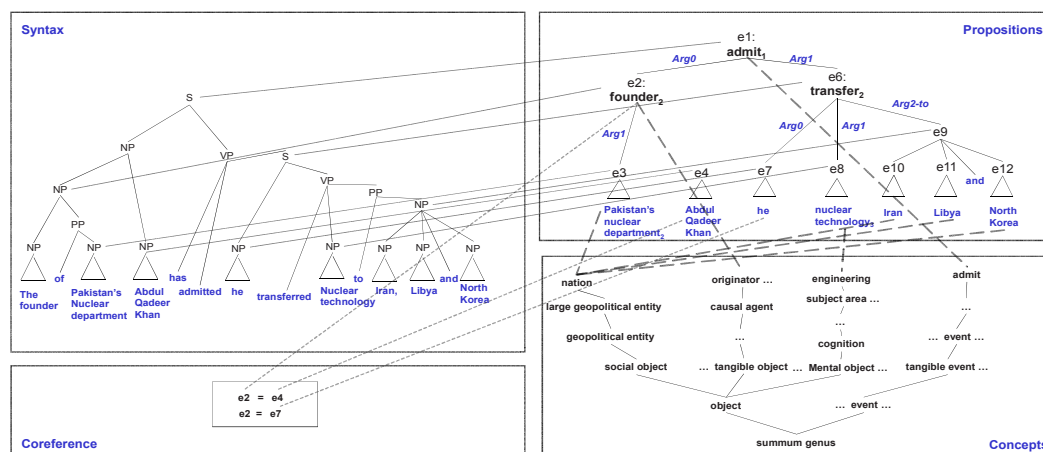 Syntax
S
NP
VP
S
NP
VP
PP
PP
NP
NP
NP
NP
NP
NP
NP
NP
NP
The founder
of
Pakistan's Nuclear department
Abdul Qadeer Khan
has
admitted
he
transferred
Nuclear technology
to
Iran,
Libya
and
North Korea
Propositions
e1:
admit1
Arg0
Arg1
e2:
founder2
e6:
transfer2
Arg1
Arg0
Arg1
Arg2-to
e9
e3
e4
e7
e8
e10
e11
and
e12
Pakistan's nuclear department2
Abdul Qadeer Khan
he
nuclear technology3
Iran
Libya
North Korea
Coreference
e2 = e4
e2 = e7
nation
originator …
engineering
admit
large geopolitical entity
causal agent
subject area …
…
geopolitical entity
…
…
cognition
… event …
social object
… tangible object …
Mental object …
tangible event …
object
… event …
summum genus
Concepts